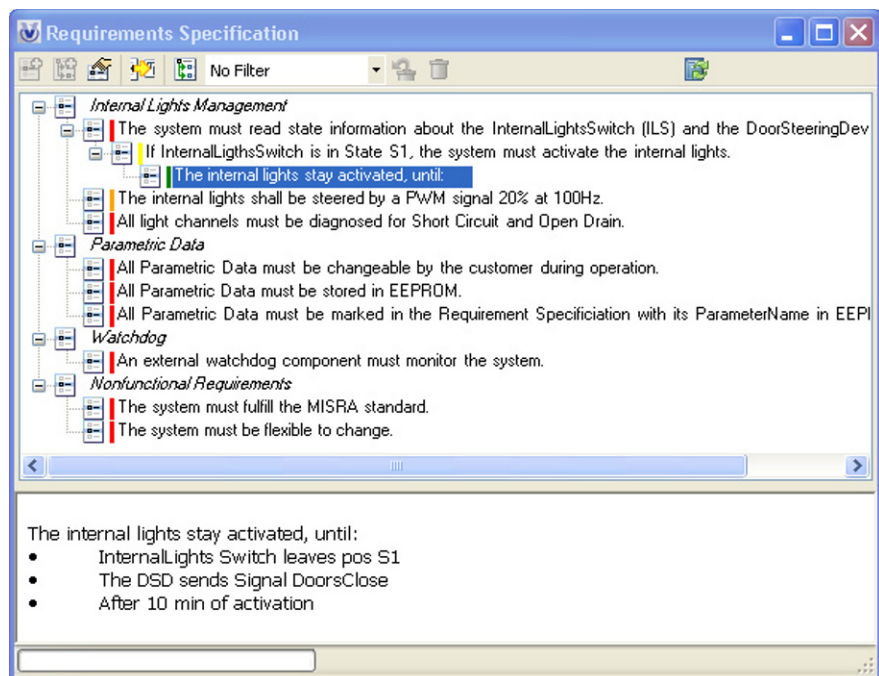 Requirements Specification
No Filter
Internal Lights Management
The system must read state information about the InternalLightsSwitch (ILS) and the DoorSteeringDev
If InternalLigthsSwitch is in State S1, the system must activate the internal lights.
The internal lights stay activated, until:
The internal lights shall be steered by a PWM signal 20% at 100Hz.
All light channels must be diagnosed for Short Circuit and Open Drain.
Parametric Data
All Parametric Data must be changeable by the customer during operation.
All Parametric Data must be stored in EEPROM.
All Parametric Data must be marked in the Requirement Specificiation with its ParameterName in EEPI
Watchdog
An external watchdog component must monitor the system.
Nonfunctional Requirements
The system must fulfill the MISRA standard.
The system must be flexible to change.
The internal lights stay activated, until:
• InternalLights Switch leaves pos S1
• The DSD sends Signal DoorsClose
• After 10 min of activation